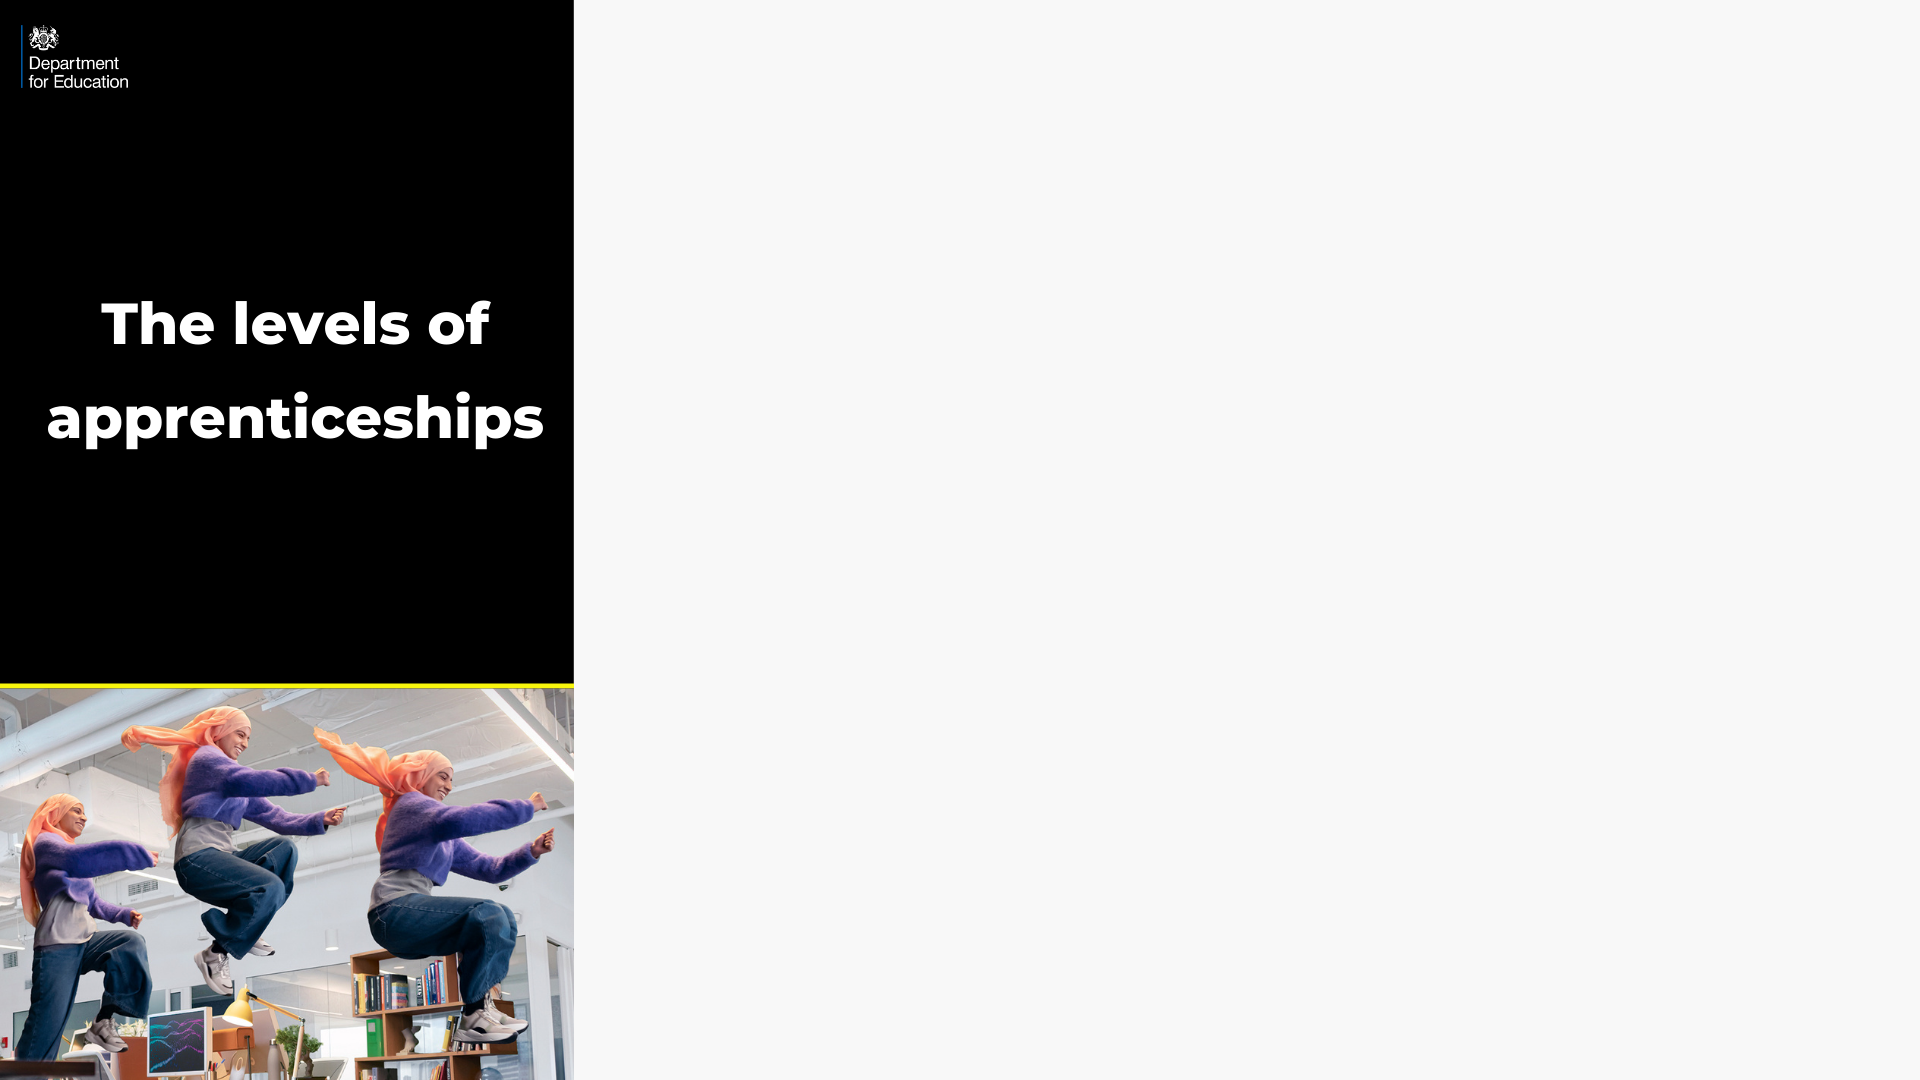 Department
for Education
The levels of
apprenticeships